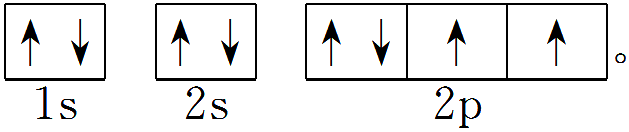 ↑↓ ↑↓ ↑↓ ↑ ↑。
1s 2s 2p